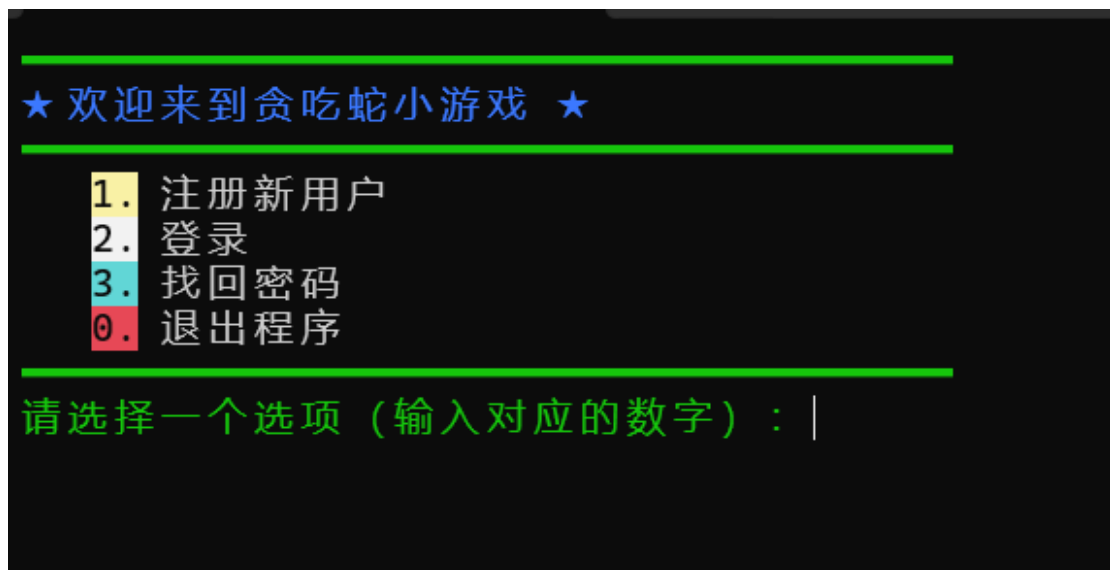 ★ 欢迎来到贪吃蛇小游戏 ★
1. 注册新用户
2. 登录
3. 找回密码
0. 退出程序
请选择一个选项（输入对应的数字）：